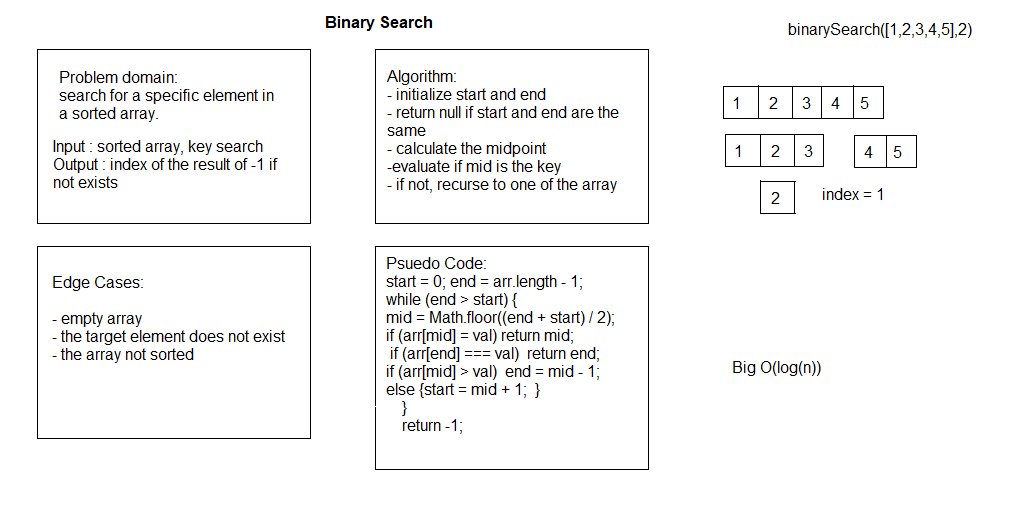 Binary Search
binarySearch([1,2,3,4,5],2)
Problem domain:
search for a specific element in
a sorted array.
Input : sorted array, key search
Output : index of the result of -1 if
not exists
Algorithm:
- initialize start and end
- return null if start and end are the
same
- calculate the midpoint
-evaluate if mid is the key
- if not, recurse to one of the array
1 2 3 4 5
1 2 3 4 5
2 index = 1
Edge Cases:
- empty array
- the target element does not exist
- the array not sorted
Psuedo Code:
start = 0; end = arr.length - 1;
while (end > start) {
mid = Math.floor((end + start) / 2);
if (arr[mid] = val) return mid;
if (arr[end] === val) return end;
if (arr[mid] > val) end = mid - 1;
else {start = mid + 1; }
}
return -1;
Big O(log(n))